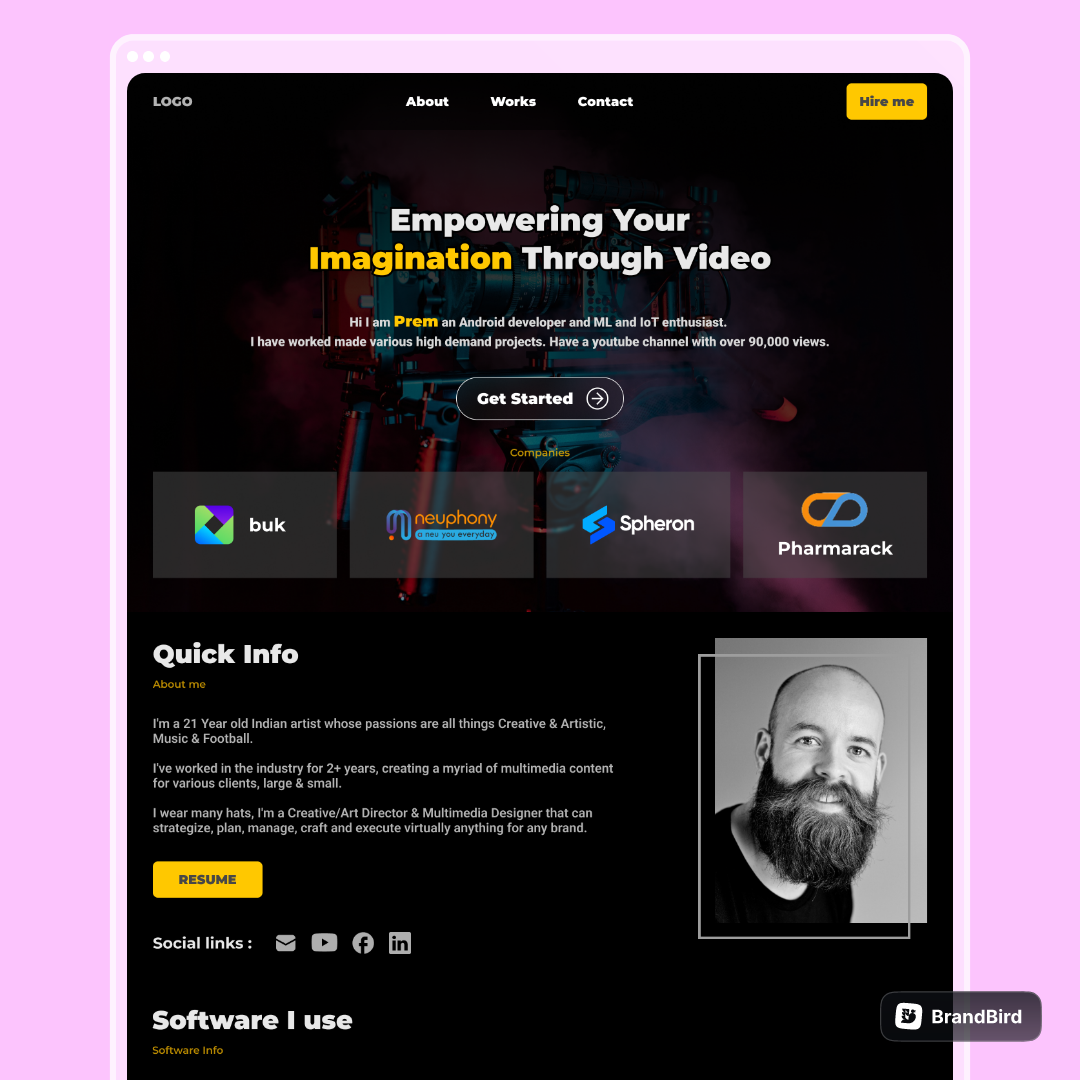 LOGO
About
Works
Contact
Hire me
Empowering Your
Imagination Through Video
Hi I am Prem an Android developer and ML and IoT enthusiast.
I have worked made various high demand projects. Have a youtube channel with over 90,000 views.
Get Started
Companies
buk
neuphony
a neu you everyday
Spheron
Pharmarack
Quick Info
About me
I'm a 21 Year old Indian artist whose passions are all things Creative & Artistic,
Music & Football.
I've worked in the industry for 2+ years, creating a myriad of multimedia content
for various clients, large & small.
I wear many hats, I'm a Creative/Art Director & Multimedia Designer that can
strategize, plan, manage, craft and execute virtually anything for any brand.
RESUME
Social links :
in
Software I use
Software Info
BrandBird